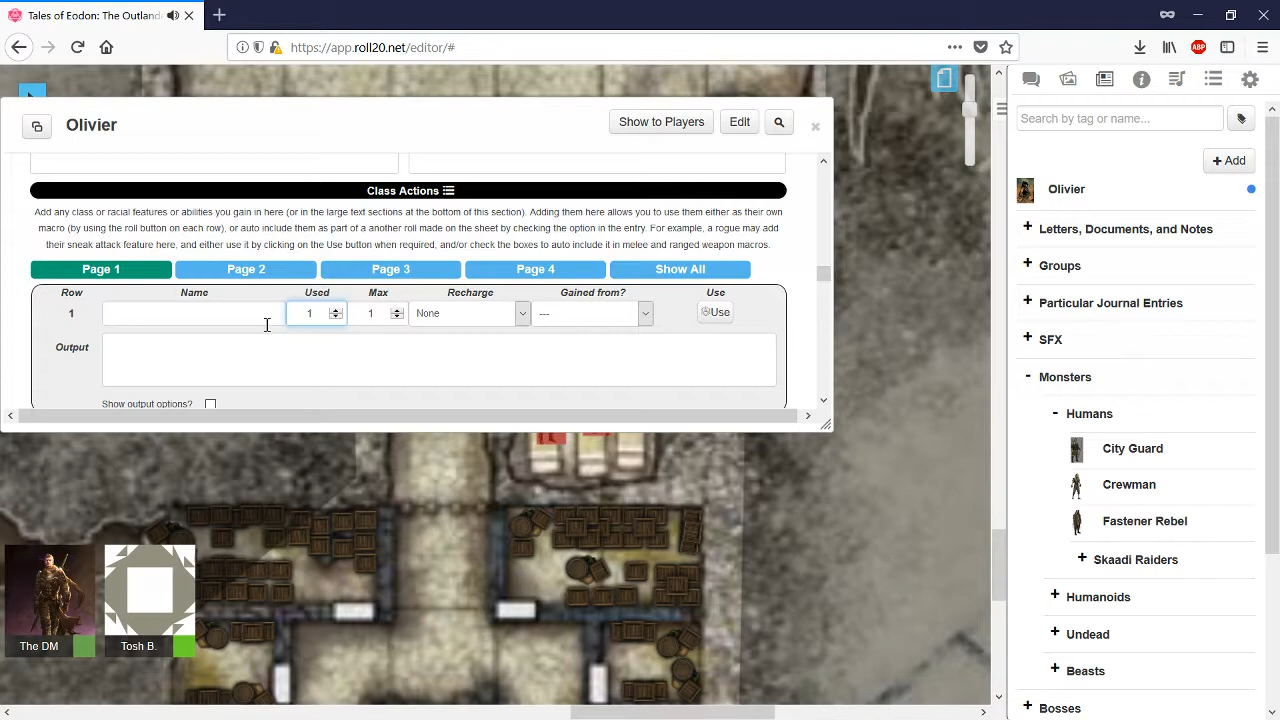 Tales of Eodon: The Outland
https://app.roll20.net/editor/#
ABP
Olivier
Show to Players
Edit
Class Actions
Add any class or racial features or abilities you gain in here (or in the large text sections at the bottom of this section). Adding them here allows you to use them either as their own
macro (by using the roll button on each row), or auto include them as part of a another roll made on the sheet by checking the option in the entry. For example, a rogue may add
their sneak attack feature here, and either use it by clicking on the Use button when required, and/or check the boxes to auto include it in melee and ranged weapon macros.
Page 1 Page 2 Page 3 Page 4 Show All
Row Name Used Max Recharge Gained from? Use
1 1 1 None --- Use
Output
Show output options?
The DM
Tosh B.
Search by tag or name...
+ Add
Olivier
+ Letters, Documents, and Notes
+ Groups
+ Particular Journal Entries
+ SFX
- Monsters
- Humans
City Guard
Crewman
Fastener Rebel
+ Skaadi Raiders
+ Humanoids
+ Undead
+ Beasts
+ Bosses